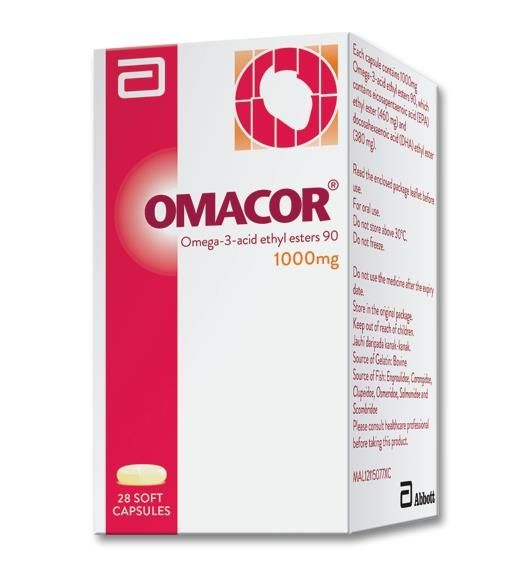 OMACOR®
Omega-3-acid ethyl esters 90
1000mg
28 SOFT
CAPSULES
Each capsule contains 1000mg
Omega-3-acid ethyl esters 90, which
contains eicosapentaenoic acid (EPA)
ethyl ester (460 mg) and
docosahexaenoic acid (DHA) ethyl ester
(380 mg).
Read the enclosed package leaflet before
use.
For oral use.
Do not store above 30°C.
Do not freeze.
Do not use the medicine after the expiry
date.
Store in the original package.
Keep out of reach of children.
Jauhi daripada kanak-kanak.
Source of Gelatin: Bovine
Source of Fish: Engraulidae, Carangidae,
Clupeidae, Osmeridae, Salmonidae and
Scombridae
Please consult healthcare professional
before taking this product.
MAL12115077XC
Abbott